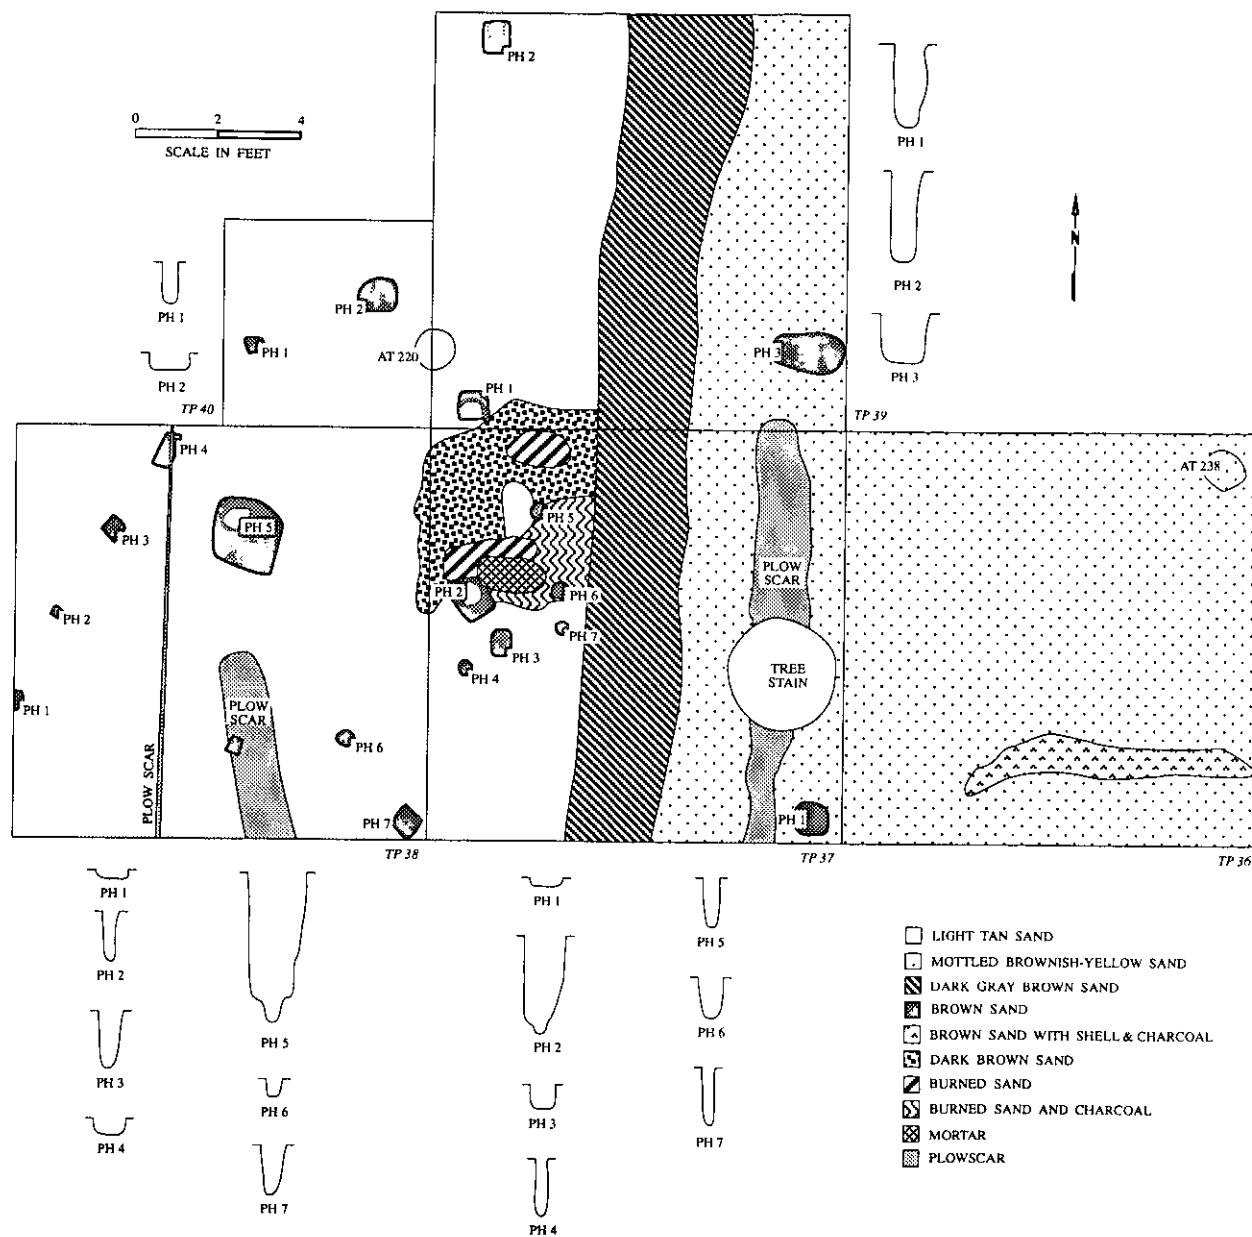 PH 2
0 2 4
SCALE IN FEET
PH 1
N
PH 2
PH 2
PH 1
PH 1
AT 220
PH 3
PH 3
PH 2
PH 1
TP 40
TP 39
PH 4
AT 238
PH 5
PH 5
PH 3
PLOW
SCAR
PH 2
PH 6
PH 2
PH 7
PH 3
PH 4
TREE
STAIN
PH 1
PLOW
SCAR
PH 6
PLOW SCAR
PH 7
PH 1
TP 38
TP 37
TP 36
PH 1
PH 1
PH 5
PH 2
PH 5
PH 2
PH 6
PH 3
PH 6
PH 3
PH 4
PH 7
PH 7
PH 4
LIGHT TAN SAND
MOTTLED BROWNISH-YELLOW SAND
DARK GRAY BROWN SAND
BROWN SAND
BROWN SAND WITH SHELL & CHARCOAL
DARK BROWN SAND
BURNED SAND
BURNED SAND AND CHARCOAL
MORTAR
PLOWSCAR